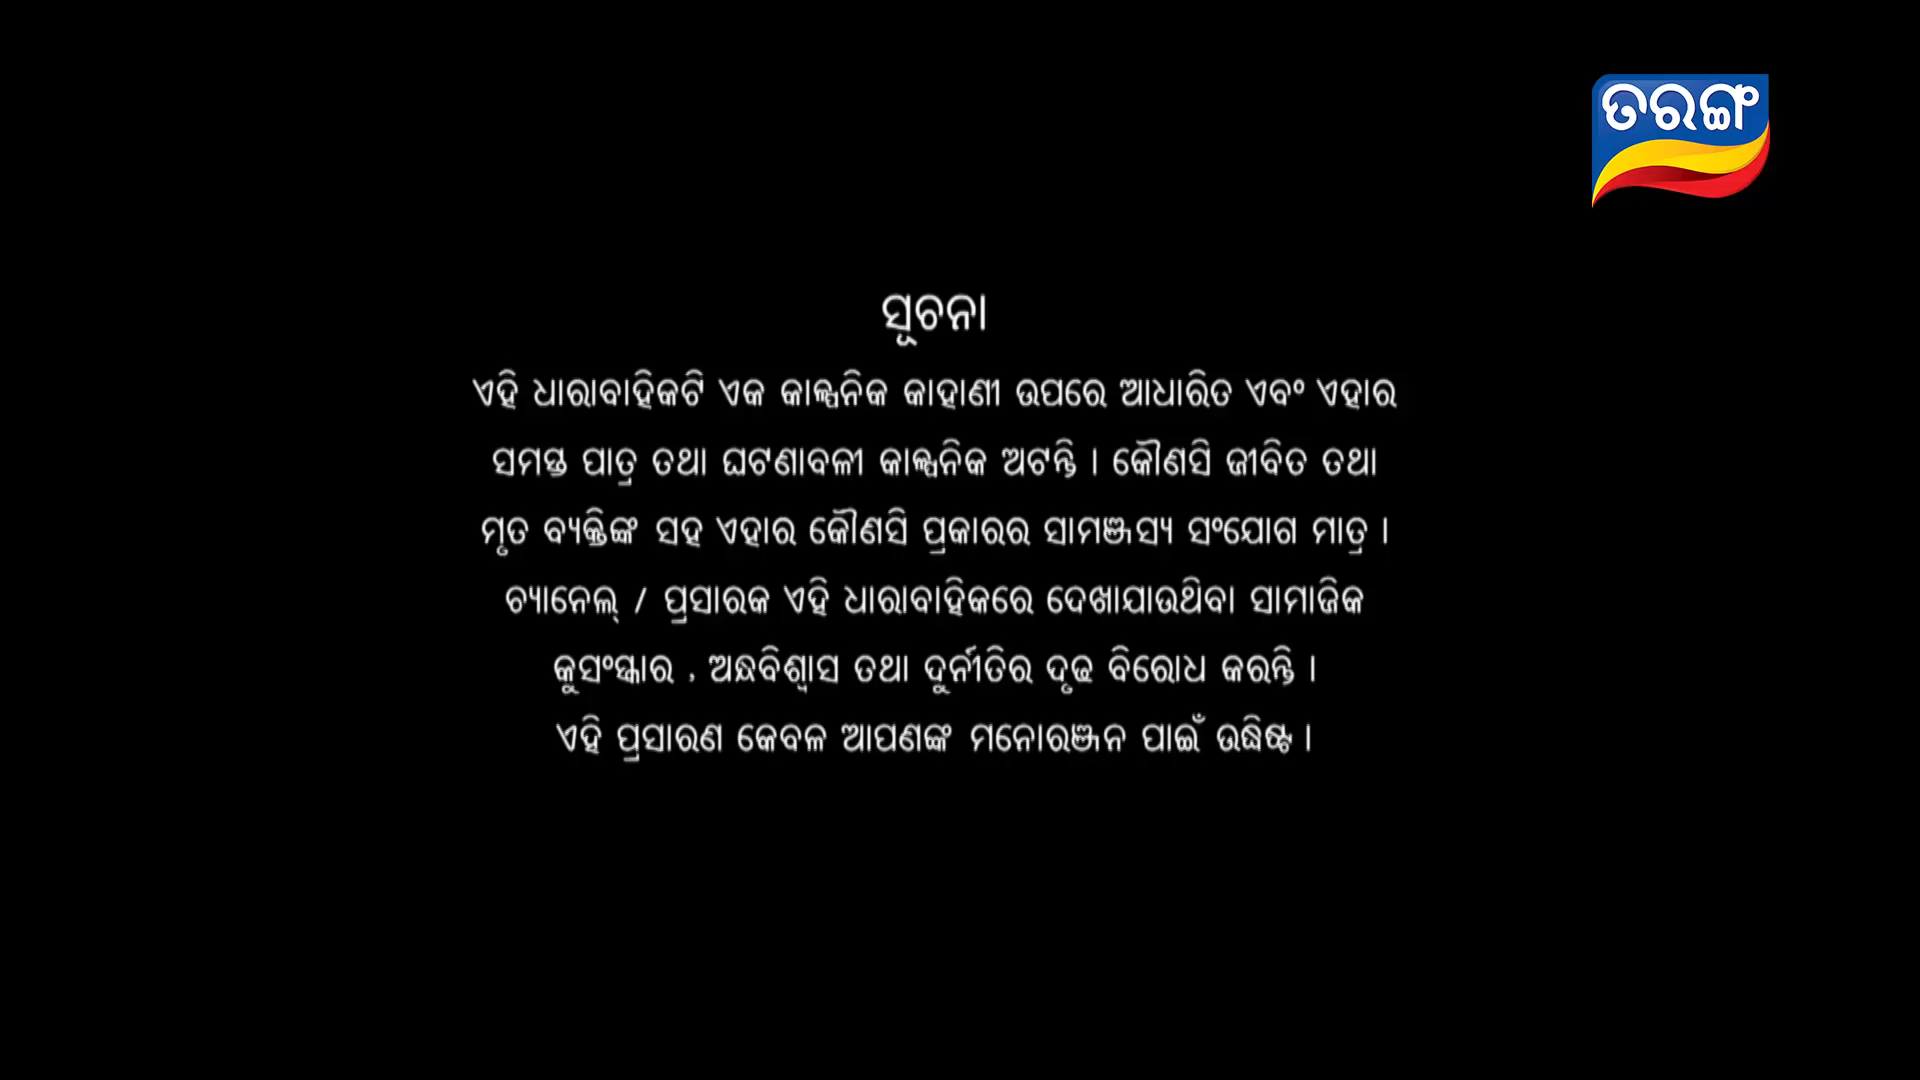 ତରଙ୍ଗ
ସୂଚନା
ଏହି ଧାରାବାହିକଟି ଏକ କାଳ୍ପନିକ କାହାଣୀ ଉପରେ ଆଧାରିତ ଏବଂ ଏହାର
ସମସ୍ତ ପାତ୍ର ତଥା ଘଟଣାବଳୀ କାଳ୍ପନିକ ଅଟନ୍ତି । କୌଣସି ଜୀବିତ ତଥା
ମୃତ ବ୍ୟକ୍ତିଙ୍କ ସହ ଏହାର କୌଣସି ପ୍ରକାରର ସାମଞ୍ଜସ୍ୟ ସଂଯୋଗ ମାତ୍ର ।
ଚ୍ୟାନେଲ୍ / ପ୍ରସାରକ ଏହି ଧାରାବାହିକରେ ଦେଖାଯାଉଥିବା ସାମାଜିକ
କୁସଂସ୍କାର , ଅନ୍ଧବିଶ୍ୱାସ ତଥା ଦୁର୍ନୀତିର ଦୃଢ ବିରୋଧ କରନ୍ତି ।
ଏହି ପ୍ରସାରଣ କେବଳ ଆପଣଙ୍କ ମନୋରଞ୍ଜନ ପାଇଁ ଉଦ୍ଧିଷ୍ଟ ।